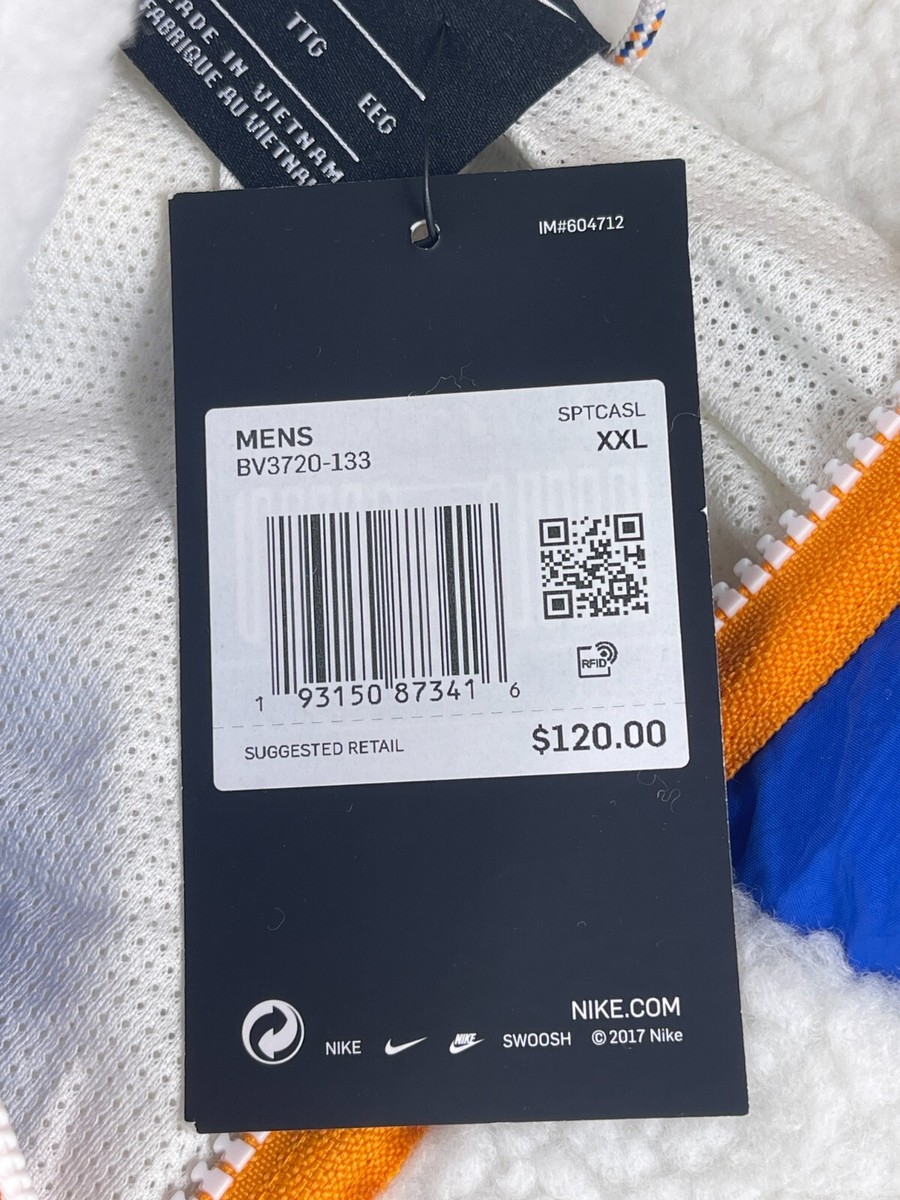 TTG
EEG
MADE IN VIETNAM
FABRIQUE AU VIETNAM
IM#604712
MENS
SPTCASL
BV3720-133
XXL
1 93150 87341 6
RFID
SUGGESTED RETAIL
$120.00
NIKE.COM
NIKE NIKE SWOOSH © 2017 Nike